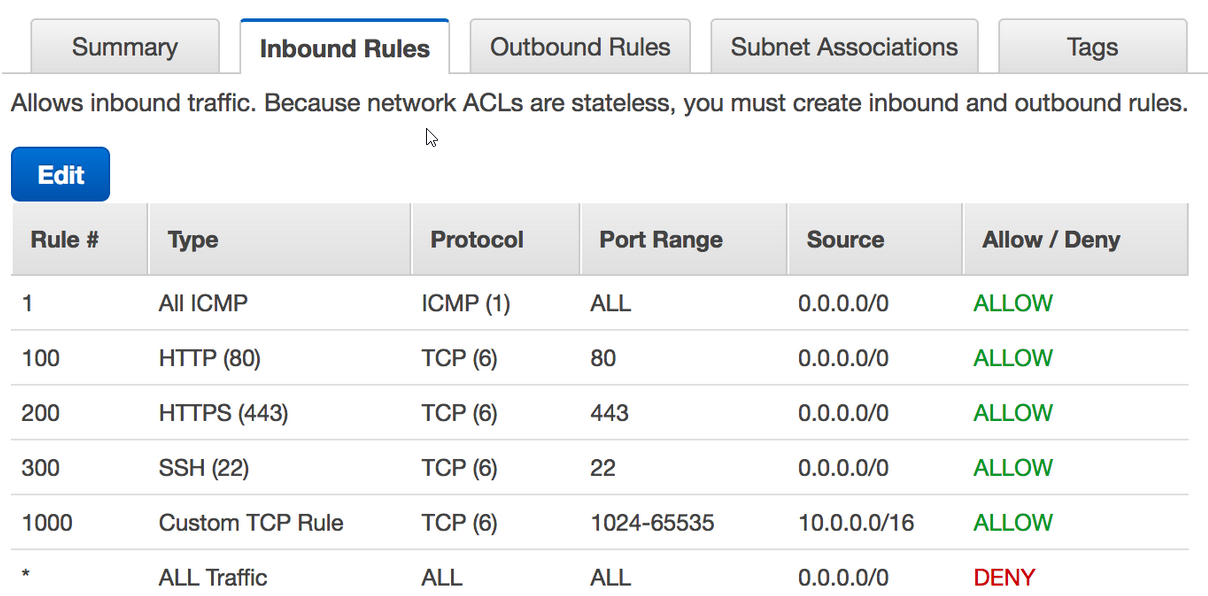 Summary Inbound Rules Outbound Rules Subnet Associations Tags
Allows inbound traffic. Because network ACLs are stateless, you must create inbound and outbound rules.
Edit
Rule # Type Protocol Port Range Source Allow / Deny
1 All ICMP ICMP (1) ALL 0.0.0.0/0 ALLOW
100 HTTP (80) TCP (6) 80 0.0.0.0/0 ALLOW
200 HTTPS (443) TCP (6) 443 0.0.0.0/0 ALLOW
300 SSH (22) TCP (6) 22 0.0.0.0/0 ALLOW
1000 Custom TCP Rule TCP (6) 1024-65535 10.0.0.0/16 ALLOW
* ALL Traffic ALL ALL 0.0.0.0/0 DENY